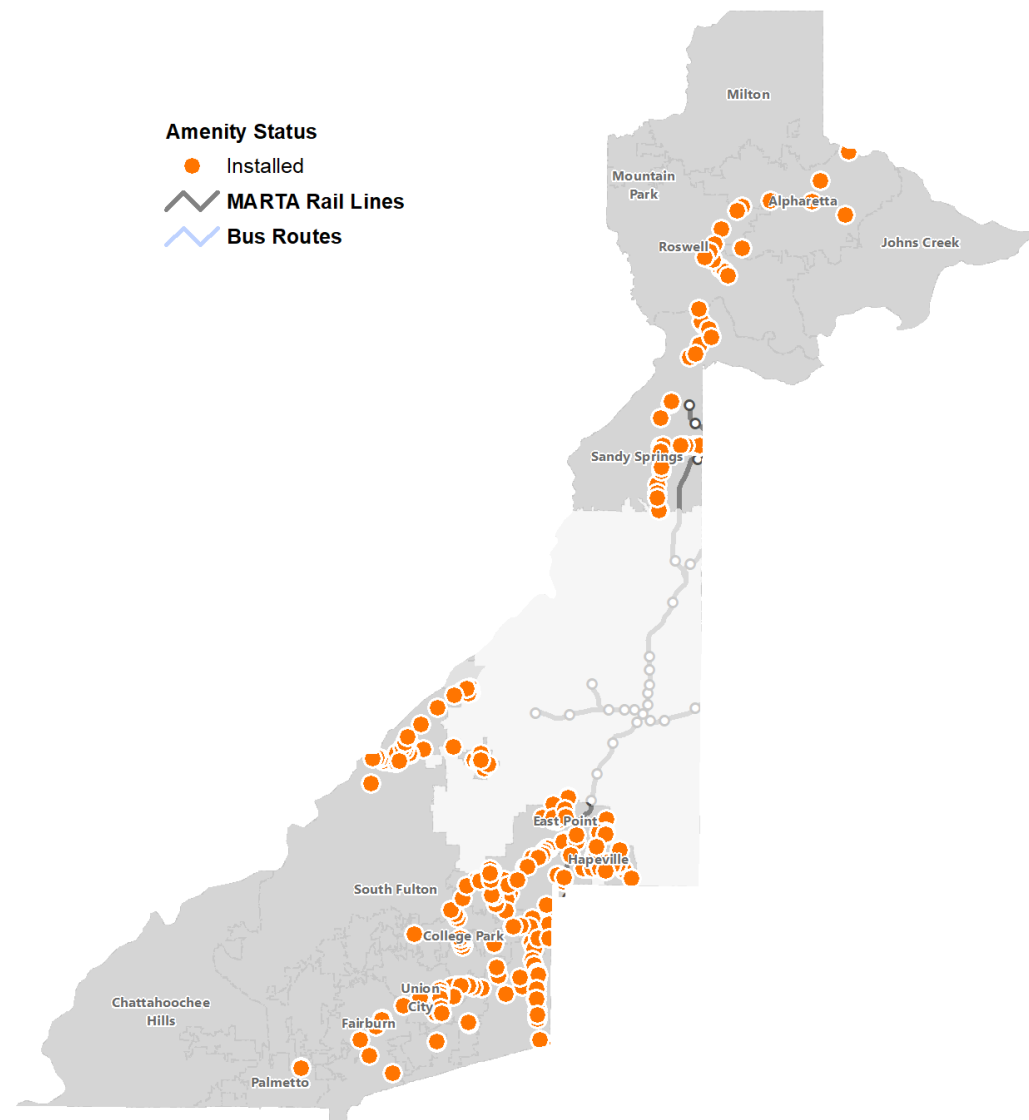 Milton
Amenity Status
Installed
MARTA Rail Lines
Bus Routes
Mountain
Park
Alpharetta
Roswell
Johns Creek
Sandy Springs
East Point
Hapeville
South Fulton
College Park
Union
City
Chattahoochee
Hills
Fairburn
Palmetto